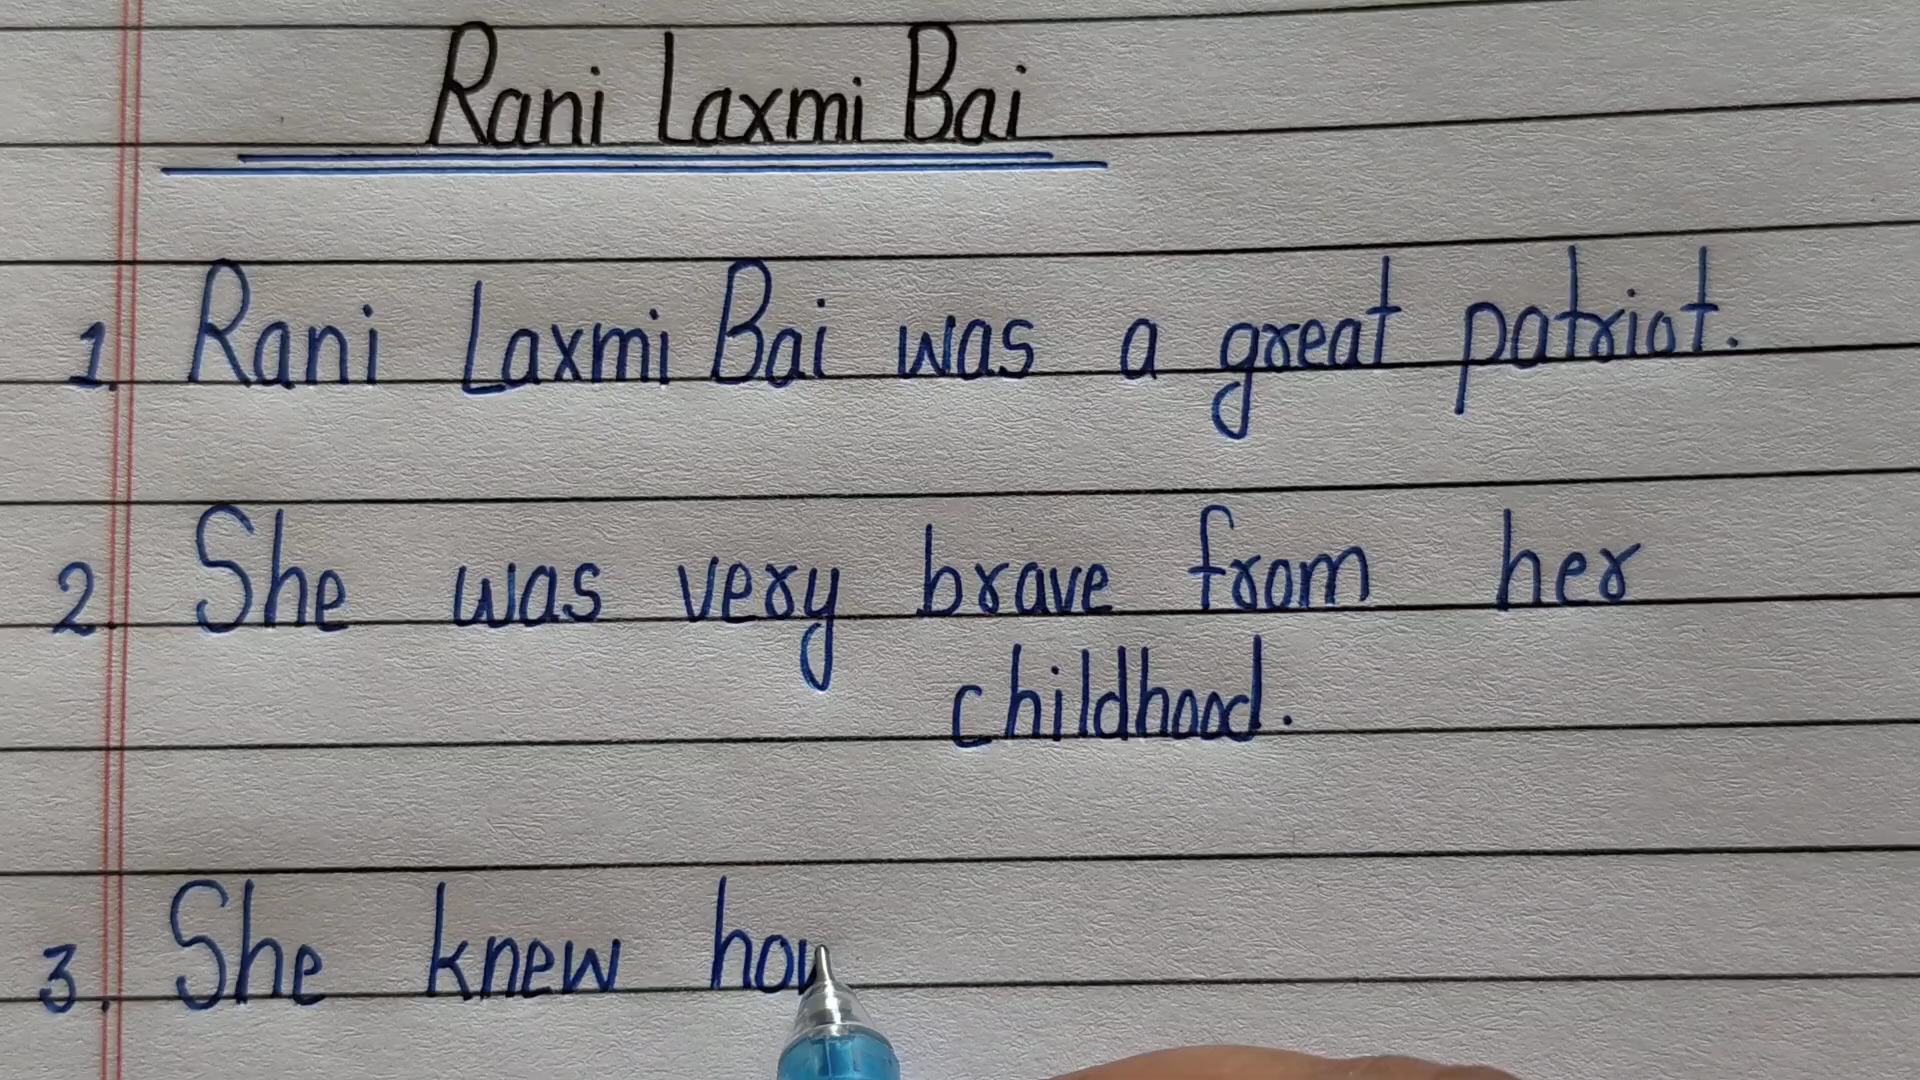 Rani Laxmi Bai
1. Rani Laxmi Bai was a great patriot.
2. She was very brave from her
childhood.
3. She knew